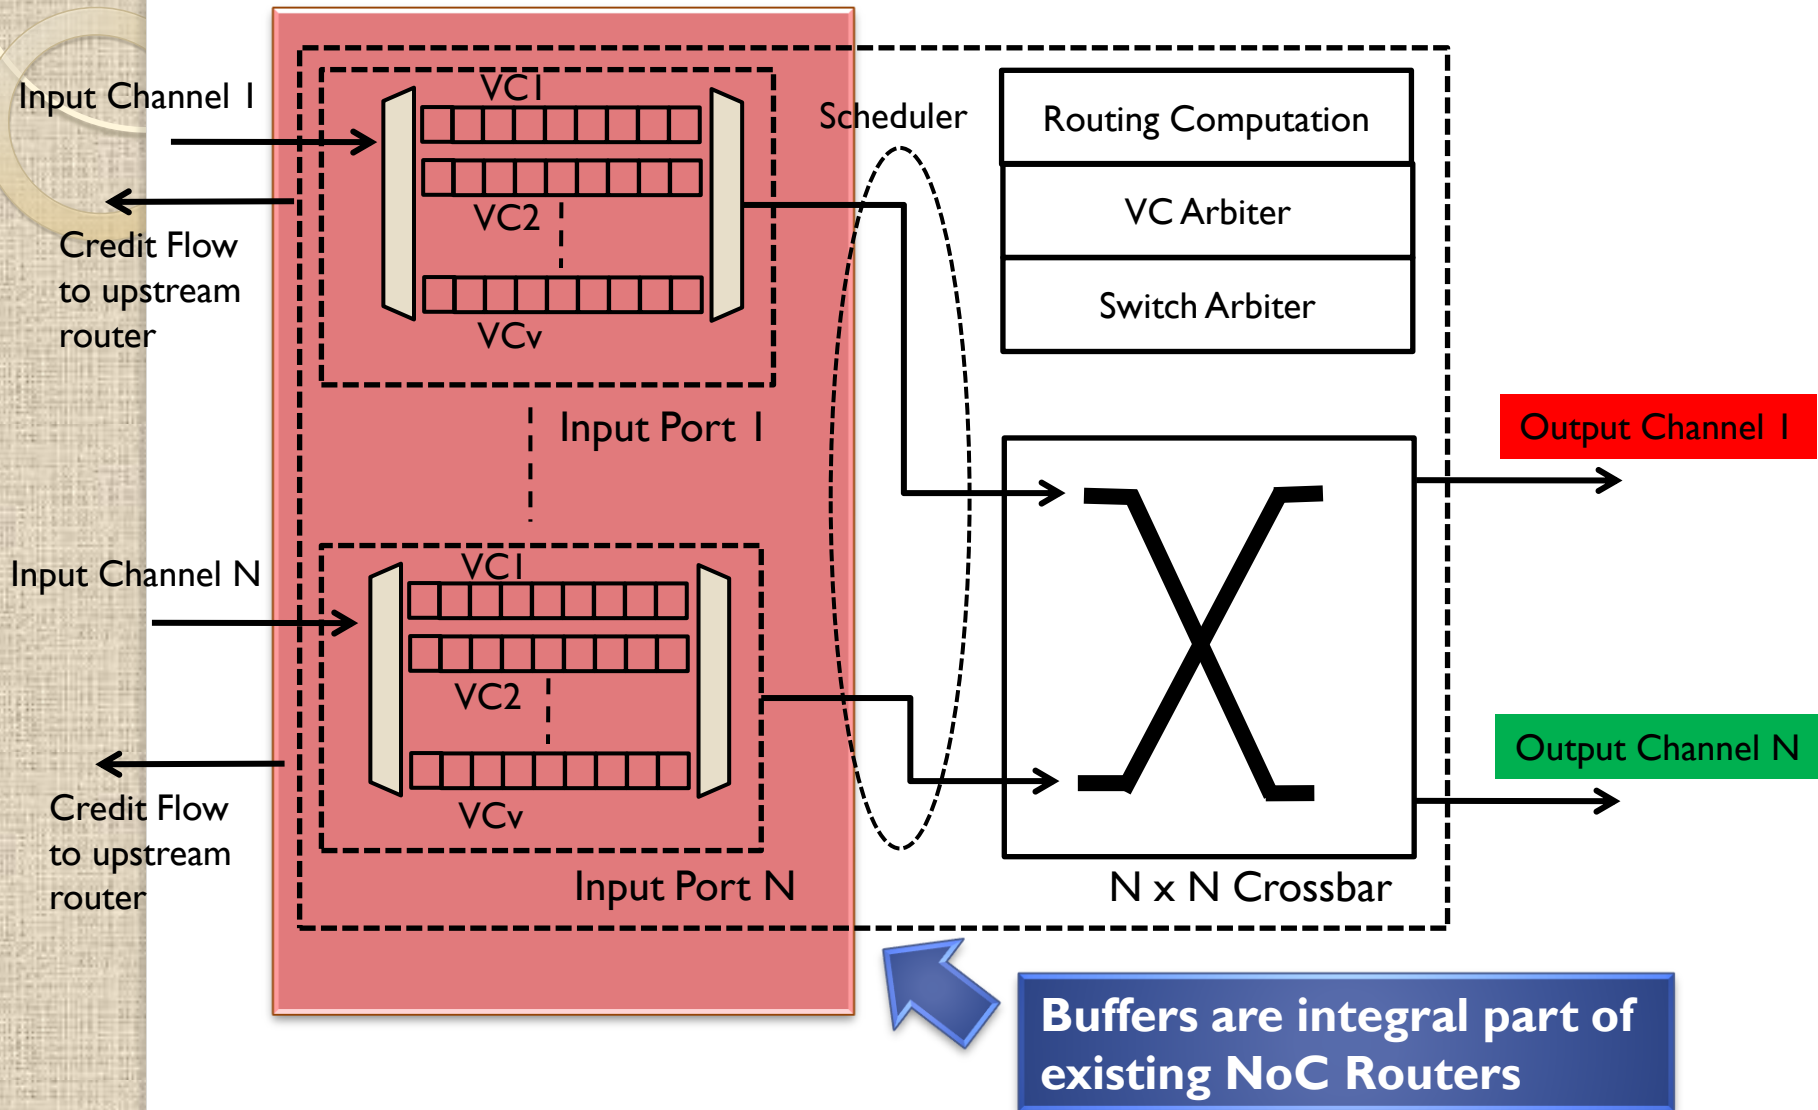 Input Channel 1
VC1
VC2
VCv
Credit Flow
to upstream
router
Input Port 1
Scheduler
Routing Computation
VC Arbiter
Switch Arbiter
Output Channel 1
Input Channel N
VC1
VC2
VCv
Credit Flow
to upstream
router
Input Port N
N x N Crossbar
Output Channel N
Buffers are integral part of
existing NoC Routers